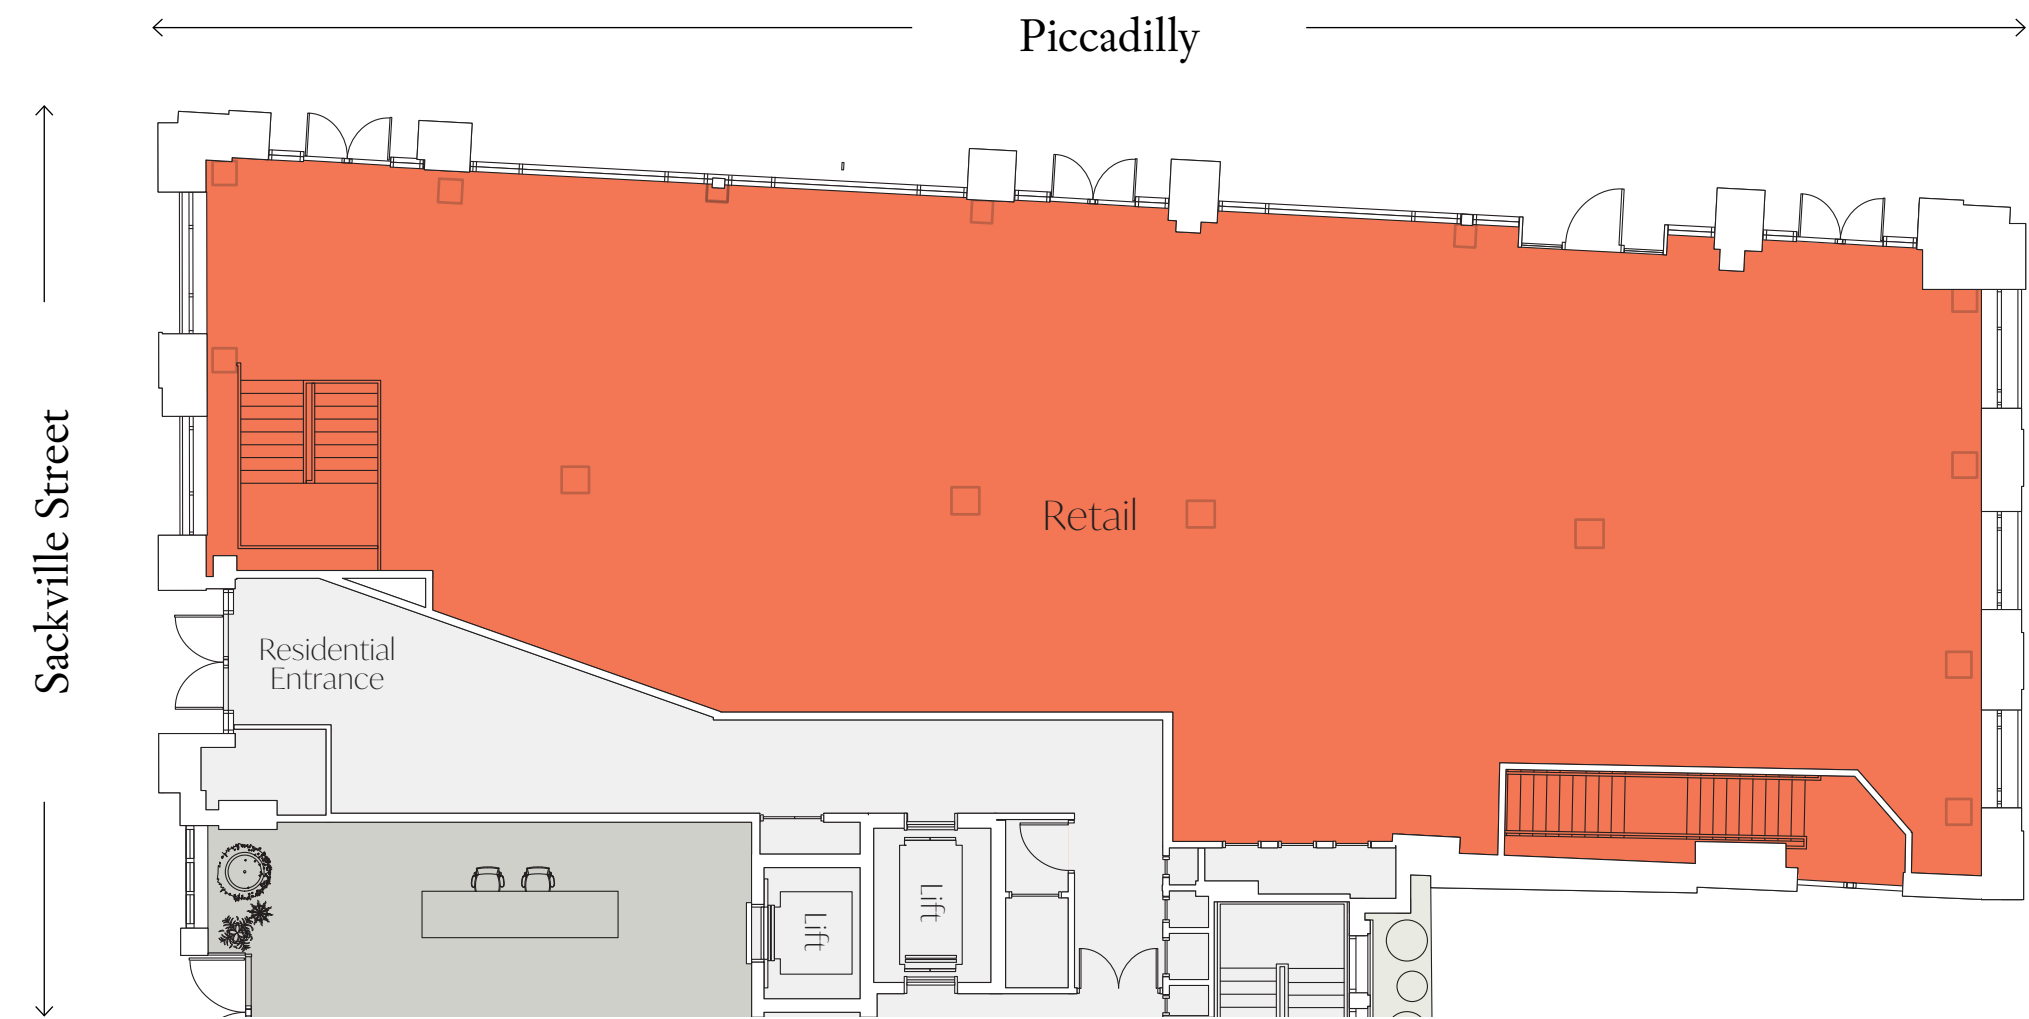 Piccadilly
Sackville Street
Retail
Residential
Entrance
Lift
Lift